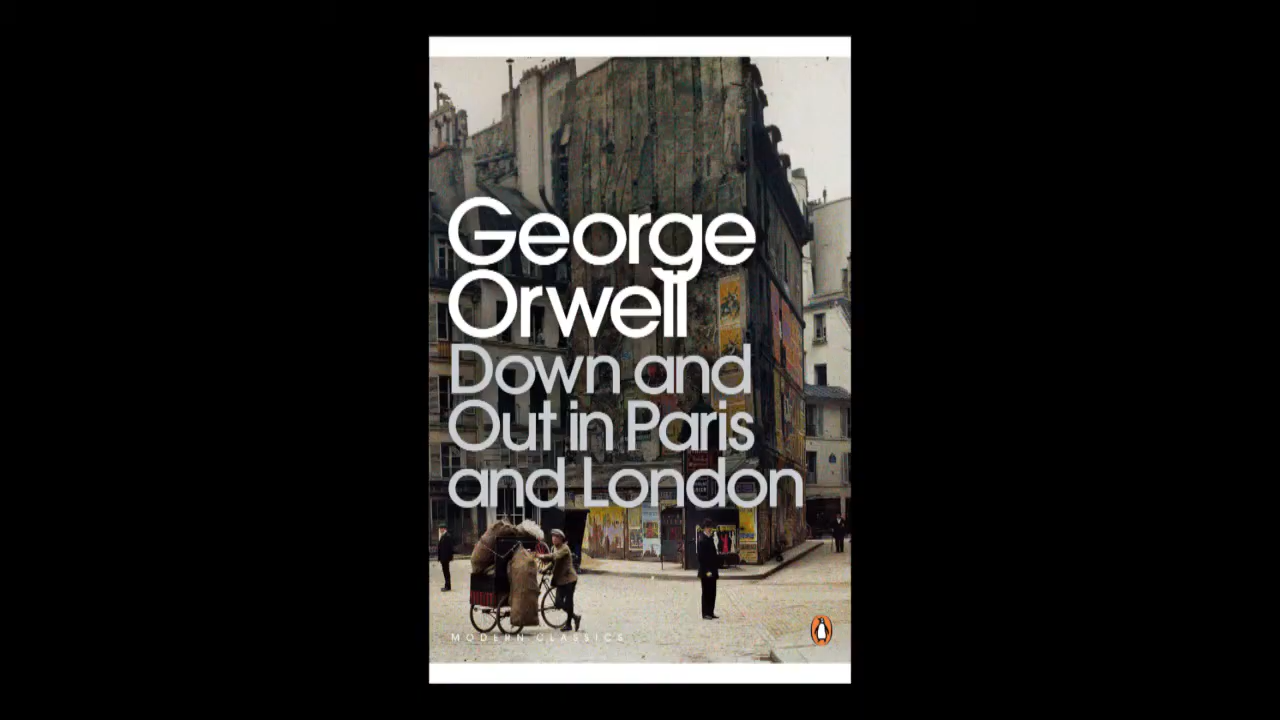 George
Orwell
Down and
Out in Paris
and London
MODERN CLASSICS